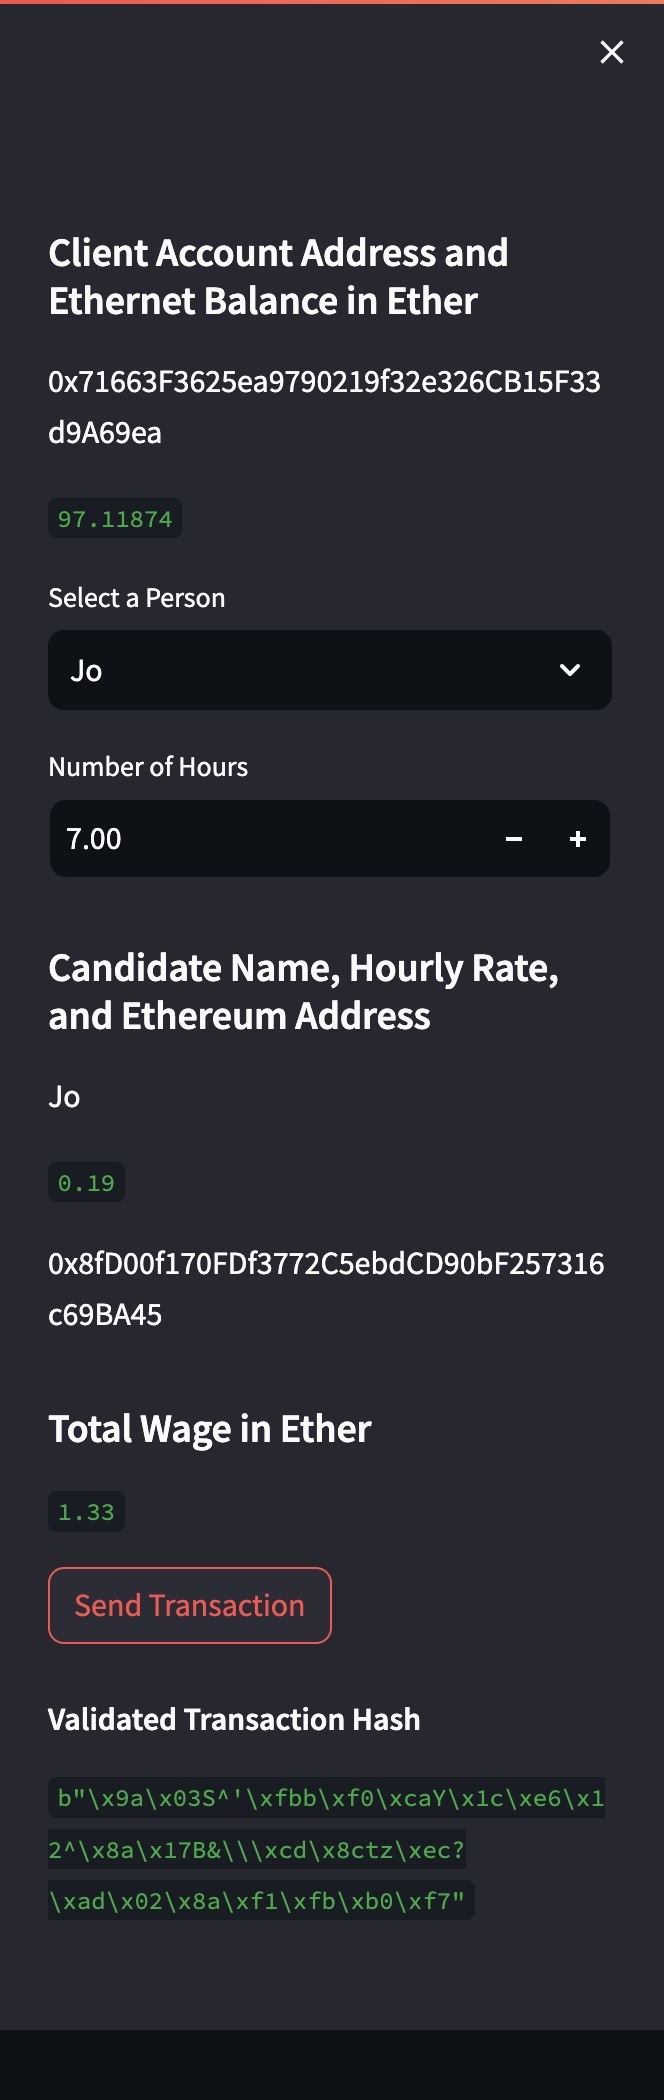 Client Account Address and
Ethernet Balance in Ether
0x71663F3625ea9790219f32e326CB15F33
d9A69ea
97.11874
Select a Person
Jo
Number of Hours
7.00
Candidate Name, Hourly Rate,
and Ethereum Address
Jo
0.19
0x8fD00f170FDf3772C5ebdCD90bF257316
c69BA45
Total Wage in Ether
1.33
Send Transaction
Validated Transaction Hash
b"\x9a\x03S^'\xfbb\xf0\xcaY\x1c\xe6\x1
2^\x8a\x17B&\\\xcd\x8ctz\xec?
\xad\x02\x8a\xf1\xfb\xb0\xf7"